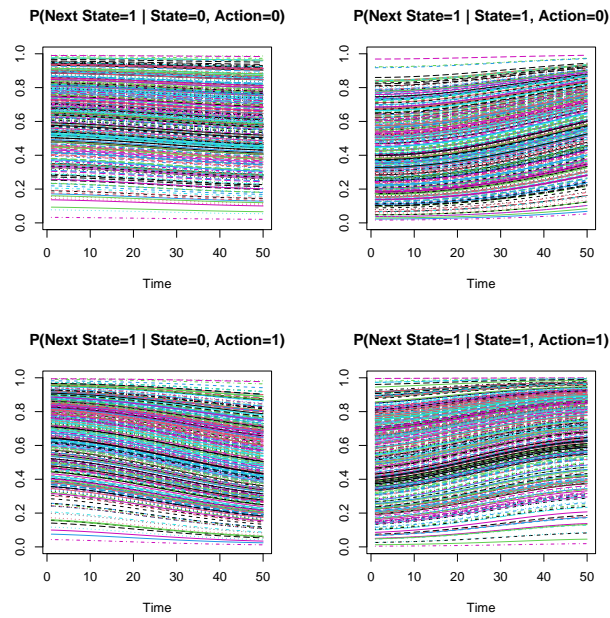 P(Next State=1 | State=0, Action=0)
P(Next State=1 | State=1, Action=0)
0.0 0.2 0.4 0.6 0.8 1.0
0.0 0.2 0.4 0.6 0.8 1.0
0 10 20 30 40 50
0 10 20 30 40 50
Time
Time
P(Next State=1 | State=0, Action=1)
P(Next State=1 | State=1, Action=1)
0.0 0.2 0.4 0.6 0.8 1.0
0.0 0.2 0.4 0.6 0.8 1.0
0 10 20 30 40 50
0 10 20 30 40 50
Time
Time